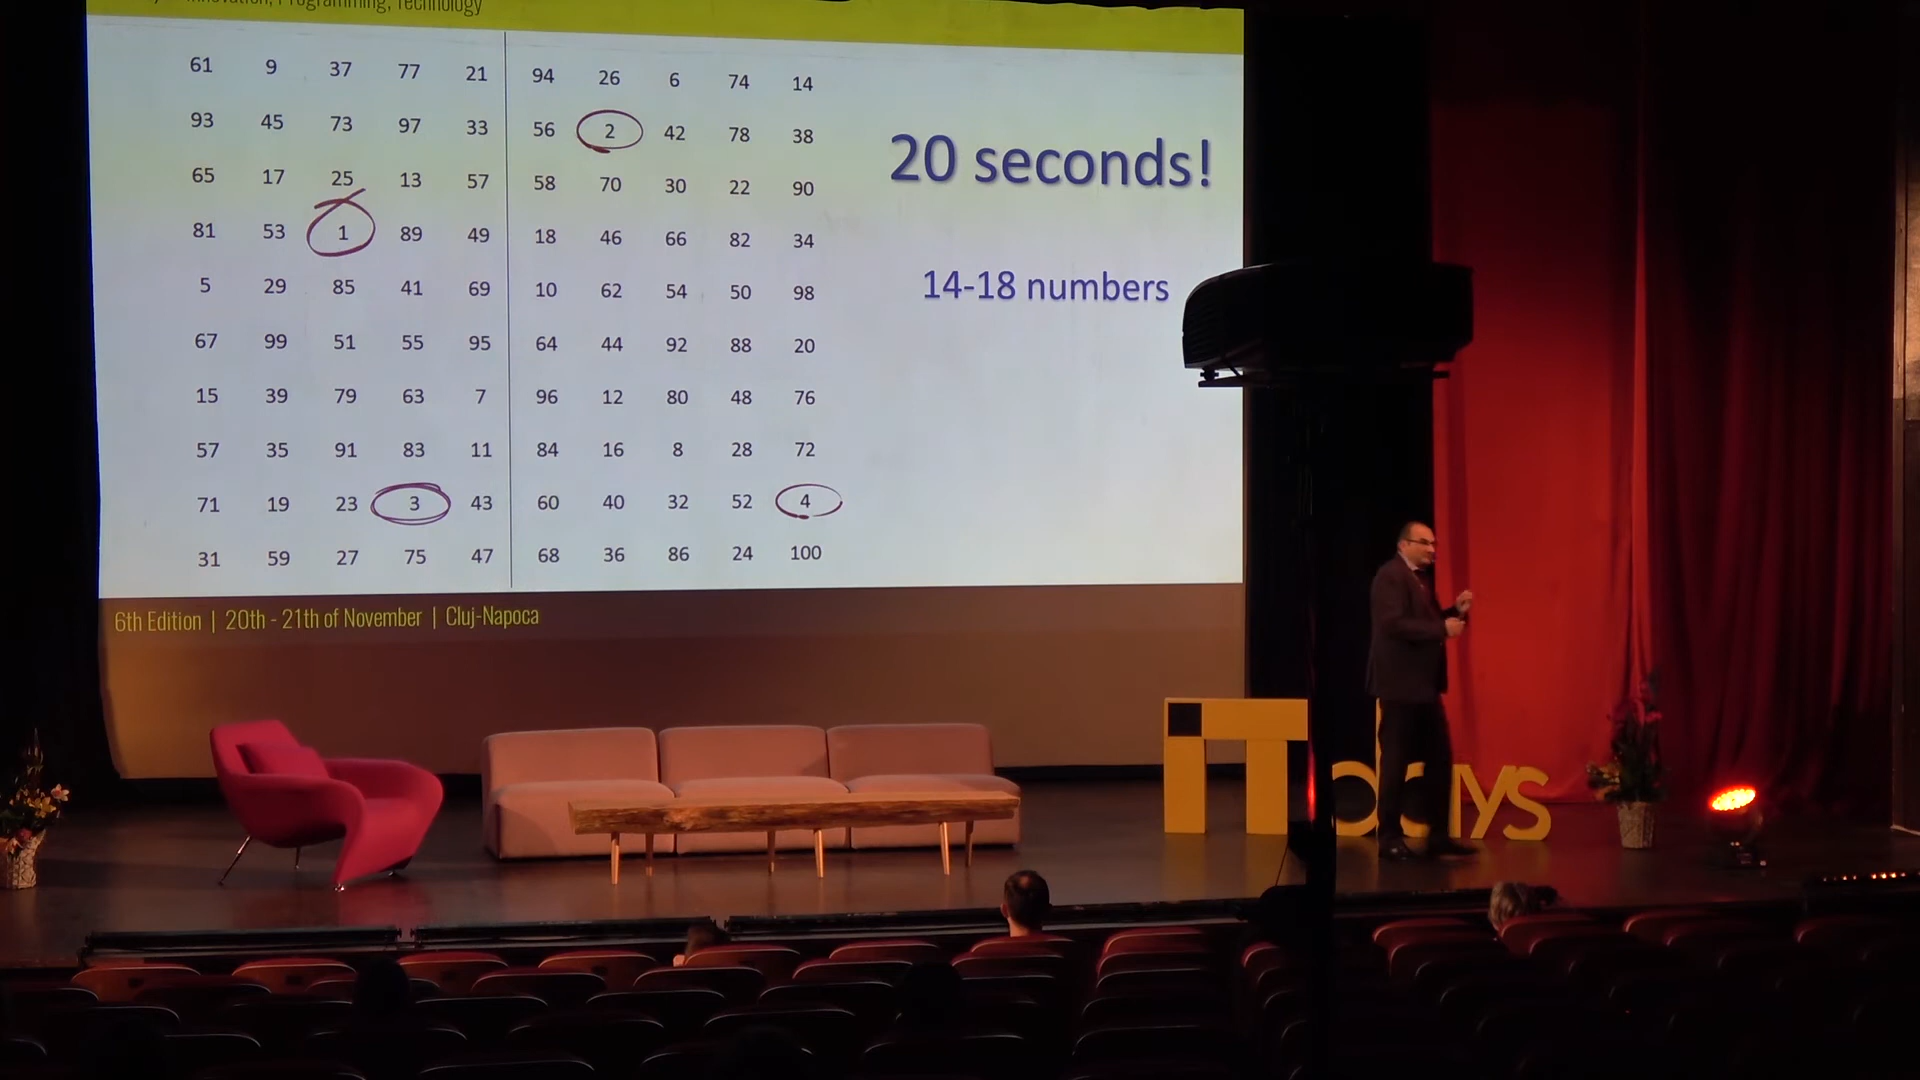 Innovation, Programming, Technology
61 9 37 77 21 94 26 6 74 14
93 45 73 97 33 56 2 42 78 38
65 17 25 13 57 58 70 30 22 90
81 53 1 89 49 18 46 66 82 34
5 29 85 41 69 10 62 54 50 98
67 99 51 55 95 64 44 92 88 20
15 39 79 63 7 96 12 80 48 76
57 35 91 83 11 84 16 8 28 72
71 19 23 3 43 60 40 32 52 4
31 59 27 75 47 68 36 86 24 100
20 seconds!
14-18 numbers
6th Edition | 20th - 21th of November | Cluj-Napoca
iT days